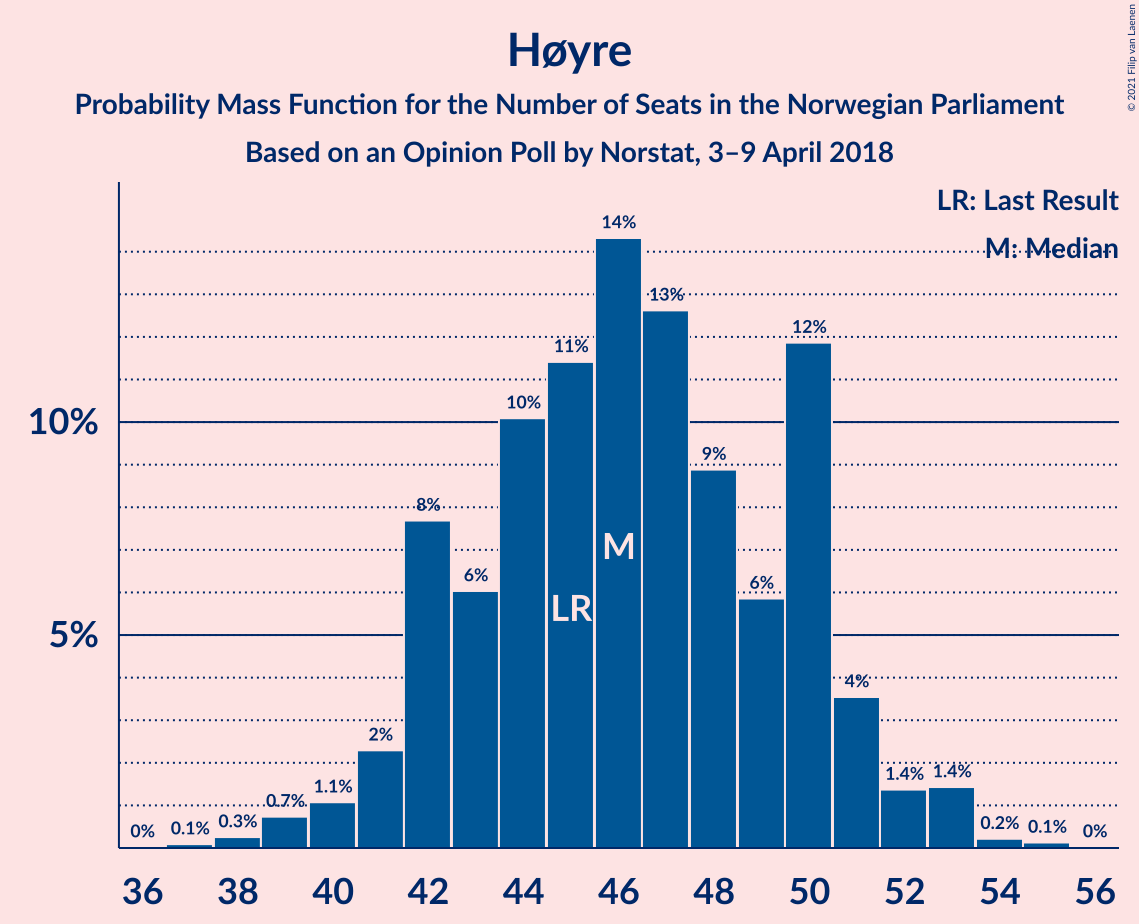 Høyre
Probability Mass Function for the Number of Seats in the Norwegian Parliament
Based on an Opinion Poll by Norstat, 3–9 April 2018
© 2021 Filip van Laenen
LR: Last Result
M: Median
10%
5%
0%
0.1%
0.3%
0.7%
1.1%
2%
8%
6%
10%
11%
14%
13%
9%
6%
12%
4%
1.4%
1.4%
0.2%
0.1%
0%
LR
M
36 38 40 42 44 46 48 50 52 54 56